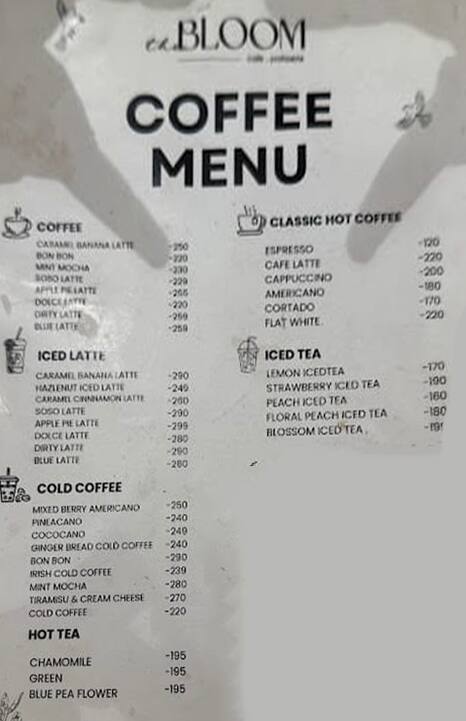 BLOOM
COFFEE
MENU
COFFEE
CARAMEL BANANA LATTE -250
BON BON -220
MINT MOCHA -230
SOSO LATTE -229
APPLE PIE LATTE -265
DOLCE LATTE -220
DIRTY LATTE -269
BLUE LATTE -259
ICED LATTE
CARAMEL BANANA LATTE -290
HAZLENUT ICED LATTE -249
CARAMEL CINNNAMON LATTE -260
SOSO LATTE -290
APPLE PIE LATTE -299
DOLCE LATTE -280
DIRTY LATTE -290
BLUE LATTE -280
COLD COFFEE
MIXED BERRY AMERICANO -250
PINEACANO -240
COCOCANO -249
GINGER BREAD COLD COFFEE -240
BON BON -290
IRISH COLD COFFEE -239
MINT MOCHA -280
TIRAMISU & CREAM CHEESE -270
COLD COFFEE -220
HOT TEA
CHAMOMILE -195
GREEN -195
BLUE PEA FLOWER -195
CLASSIC HOT COFFEE
ESPRESSO -120
CAFE LATTE -220
CAPPUCCINO -200
AMERICANO -180
CORTADO -170
FLAT WHITE -220
ICED TEA
LEMON ICEDTEA -170
STRAWBERRY ICED TEA -190
PEACH ICED TEA -160
FLORAL PEACH ICED TEA -180
BLOSSOM ICED TEA